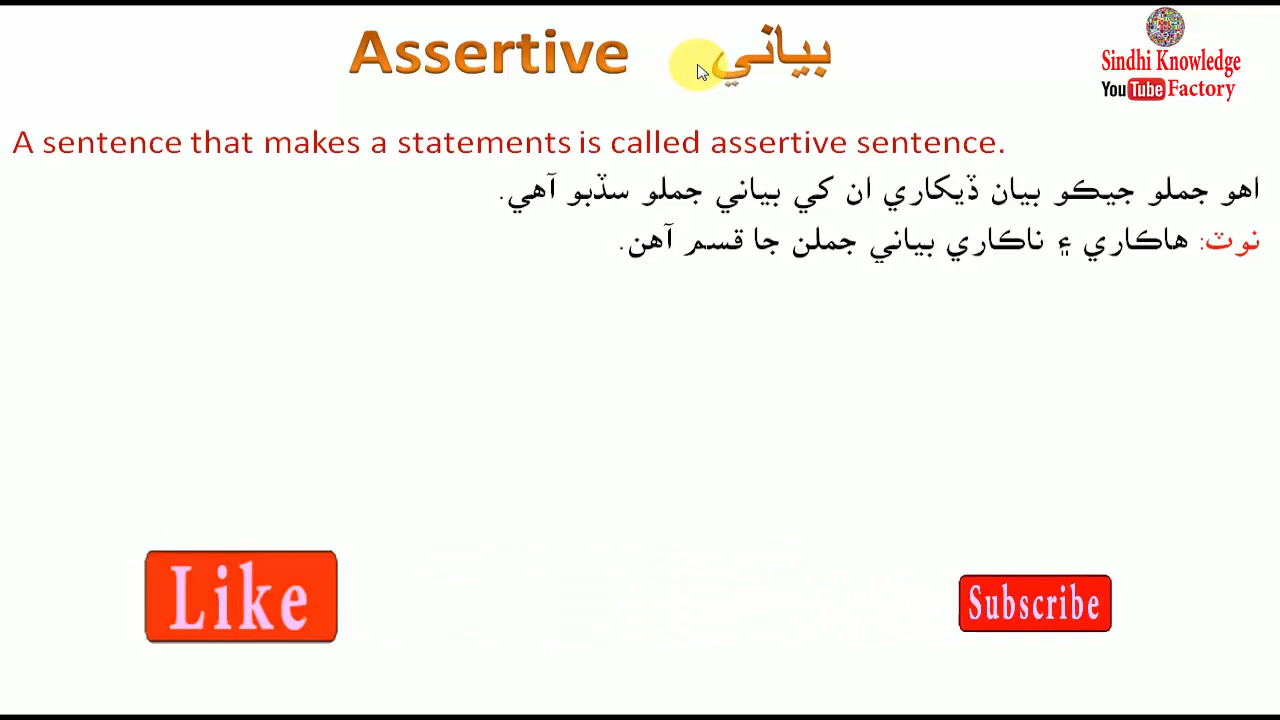 Assertive بياني
Sindhi Knowledge
YouTube Factory
A sentence that makes a statements is called assertive sentence.
اهو جملو جيڪو بيان ڏيکاري ان کي بياني جملو سڏبو آهي.
نوٽ: هاڪاري ۽ ناڪاري بياني جملن جا قسم آهن.
Like
Subscribe